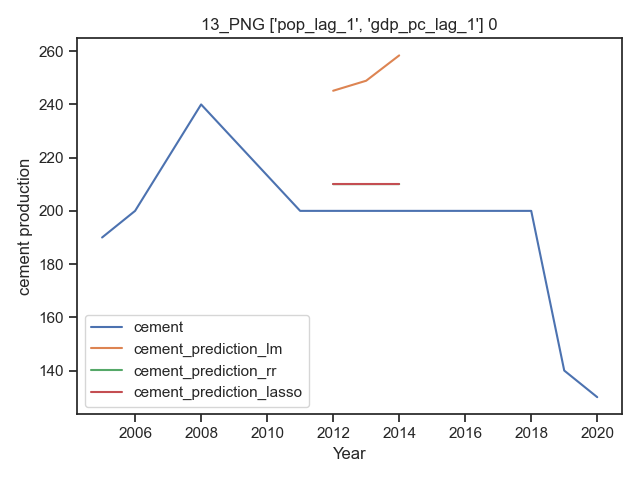 13_PNG ['pop_lag_1', 'gdp_pc_lag_1'] 0
260
240
220
200
180
160
140
cement production
cement
cement_prediction_lm
cement_prediction_rr
cement_prediction_lasso
2006 2008 2010 2012 2014 2016 2018 2020
Year